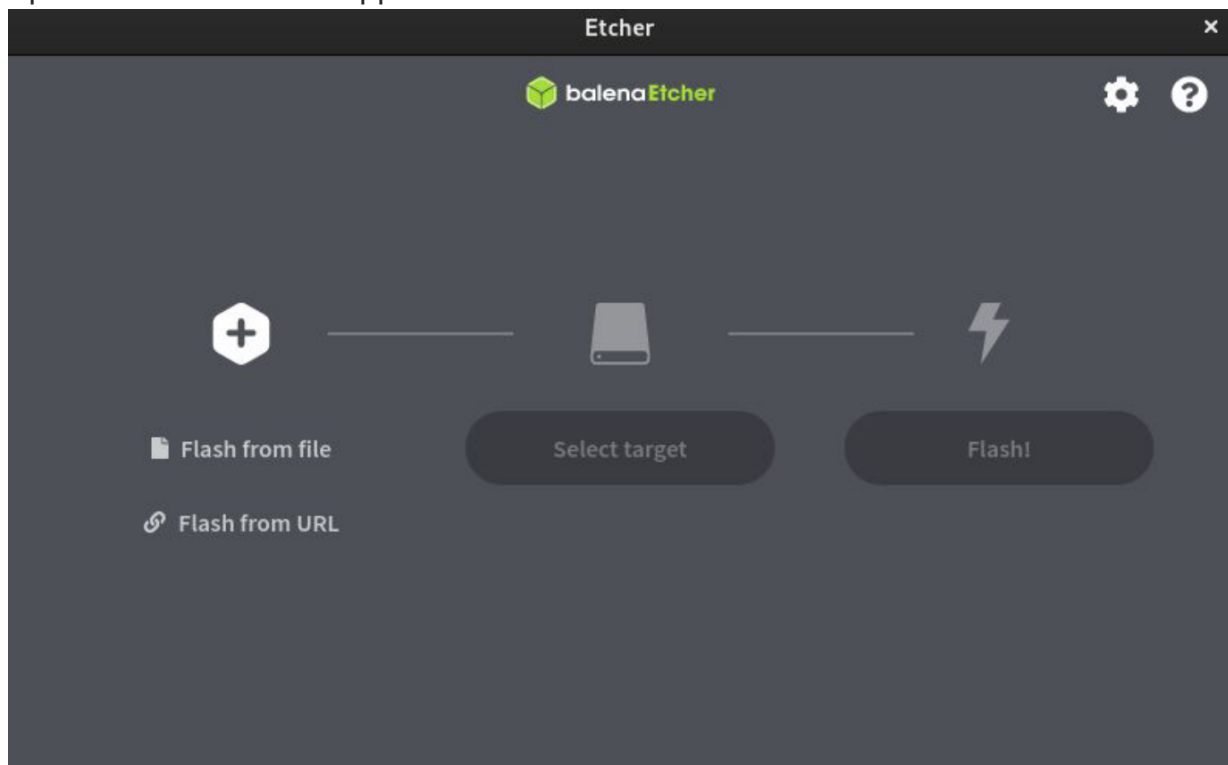 Etcher
balenaEtcher
Flash from file
Select target
Flash!
Flash from URL